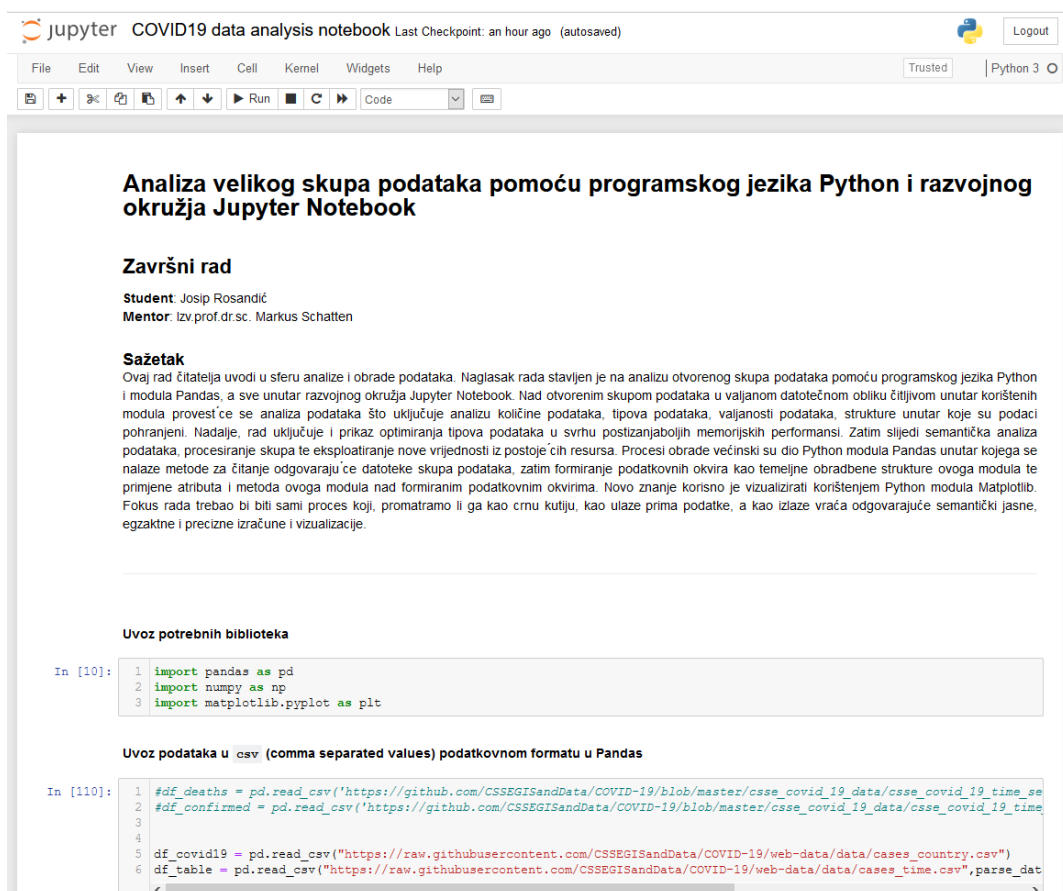 jupyter COVID19 data analysis notebook Last Checkpoint: an hour ago (autosaved)
Logout
File Edit View Insert Cell Kernel Widgets Help
Trusted
Python 3
Run
Code
Analiza velikog skupa podataka pomoću programskog jezika Python i razvojnog
okružja Jupyter Notebook
Završni rad
Student: Josip Rosandić
Mentor: Izv.prof.dr.sc. Markus Schatten
Sažetak
Ovaj rad čitatelja uvodi u sferu analize i obrade podataka. Naglasak rada stavljen je na analizu otvorenog skupa podataka pomoću programskog jezika Python
i modula Pandas, a sve unutar razvojnog okružja Jupyter Notebook. Nad otvorenim skupom podataka u valjanom datotečnom obliku čitljivom unutar korištenih
modula provest´ce se analiza podataka što uključuje analizu količine podataka, tipova podataka, valjanosti podataka, strukture unutar koje su podaci
pohranjeni. Nadalje, rad uključuje i prikaz optimiranja tipova podataka u svrhu postizanjaboljih memorijskih performansi. Zatim slijedi semantička analiza
podataka, procesiranje skupa te eksploatiranje nove vrijednosti iz postoje´cih resursa. Procesi obrade većinski su dio Python modula Pandas unutar kojega se
nalaze metode za čitanje odgovaraju´ce datoteke skupa podataka, zatim formiranje podatkovnih okvira kao temeljne obradbene strukture ovoga modula te
primjene atributa i metoda ovoga modula nad formiranim podatkovnim okvirima. Novo znanje korisno je vizualizirati korištenjem Python modula Matplotlib.
Fokus rada trebao bi biti sami proces koji, promatramo li ga kao crnu kutiju, kao ulaze prima podatke, a kao izlaze vraća odgovarajuće semantički jasne,
egzaktne i precizne izračune i vizualizacije.
Uvoz potrebnih biblioteka
In [10]:
1 import pandas as pd
2 import numpy as np
3 import matplotlib.pyplot as plt
Uvoz podataka u csv (comma separated values) podatkovnom formatu u Pandas
In [110]:
1 #df_deaths = pd.read_csv('https://github.com/CSSEGISandData/COVID-19/blob/master/csse_covid_19_data/csse_covid_19_time_se
2 #df_confirmed = pd.read_csv('https://github.com/CSSEGISandData/COVID-19/blob/master/csse_covid_19_data/csse_covid_19_time_
3
4
5 df_covid19 = pd.read_csv("https://raw.githubusercontent.com/CSSEGISandData/COVID-19/web-data/data/cases_country.csv")
6 df_table = pd.read_csv("https://raw.githubusercontent.com/CSSEGISandData/COVID-19/web-data/data/cases_time.csv",parse_dat